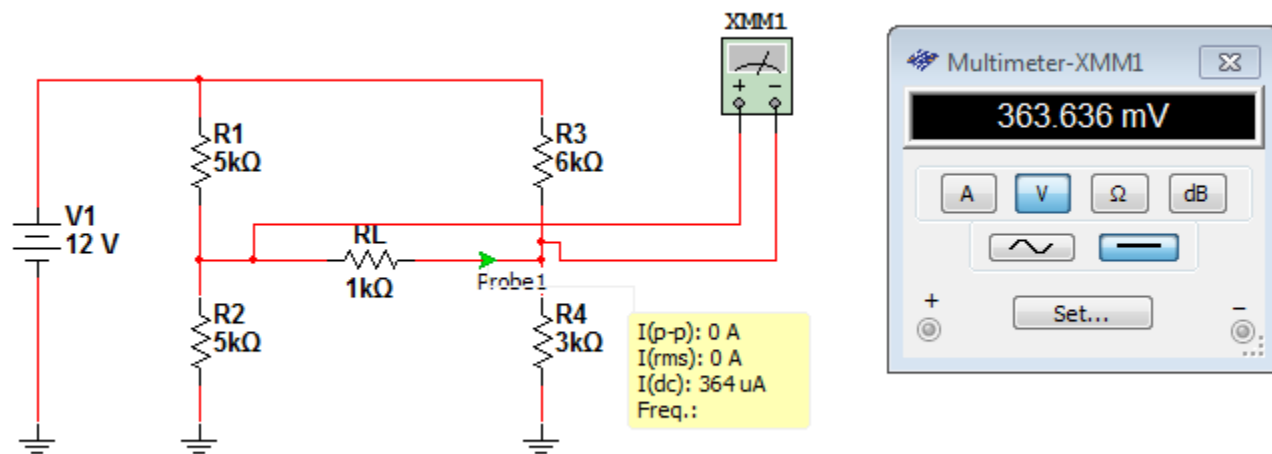 XMM1
+ −
R1
5kΩ
R3
6kΩ
V1
12 V
RL
1kΩ
Probe1
R2
5kΩ
R4
3kΩ
I(p-p): 0 A
I(rms): 0 A
I(dc): 364 uA
Freq.:
Multimeter-XMM1
363.636 mV
A V Ω dB
+ Set... −